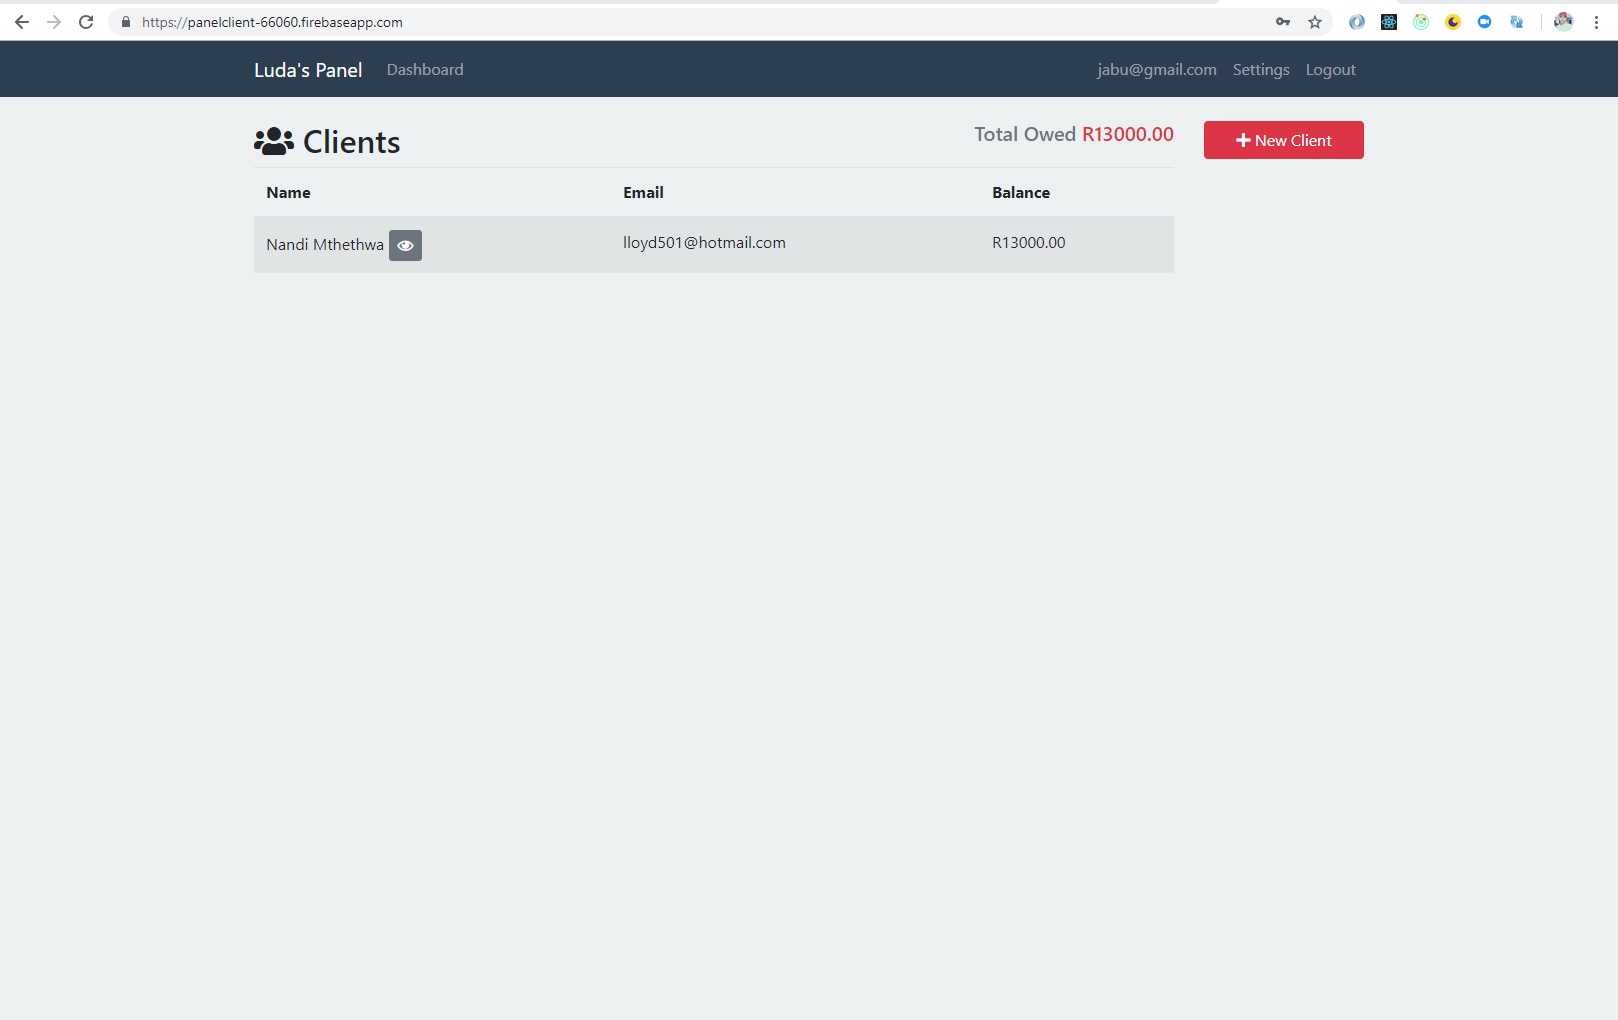 https://panelclient-66060.firebaseapp.com
Luda's Panel Dashboard jabu@gmail.com Settings Logout
Clients Total Owed R13000.00 New Client
Name Email Balance
Nandi Mthethwa lloyd501@hotmail.com R13000.00